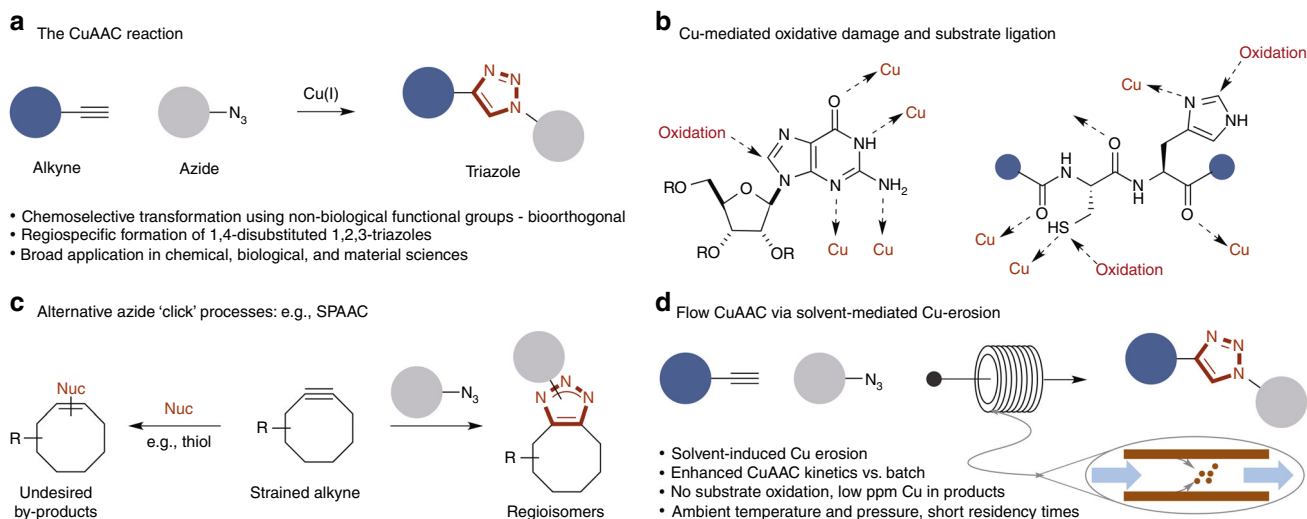 a
The CuAAC reaction
N3
Cu(I)
N
N
N
Alkyne
Azide
Triazole
• Chemoselective transformation using non-biological functional groups - bioorthogonal
• Regiospecific formation of 1,4-disubstituted 1,2,3-triazoles
• Broad application in chemical, biological, and material sciences
b
Cu-mediated oxidative damage and substrate ligation
Cu
O
Oxidation
N
NH
Cu
N
N
NH2
RO
O
RO
OR
Cu
Cu
Oxidation
Cu
N
NH
O
H
N
N
H
O
O
Cu
HS
Cu
Cu
Oxidation
c
Alternative azide 'click' processes: e.g., SPAAC
Nuc
R
Nuc
e.g., thiol
R
N3
N
N
N
R
Undesired
by-products
Strained alkyne
Regioisomers
d
Flow CuAAC via solvent-mediated Cu-erosion
N3
N
N
N
• Solvent-induced Cu erosion
• Enhanced CuAAC kinetics vs. batch
• No substrate oxidation, low ppm Cu in products
• Ambient temperature and pressure, short residency times